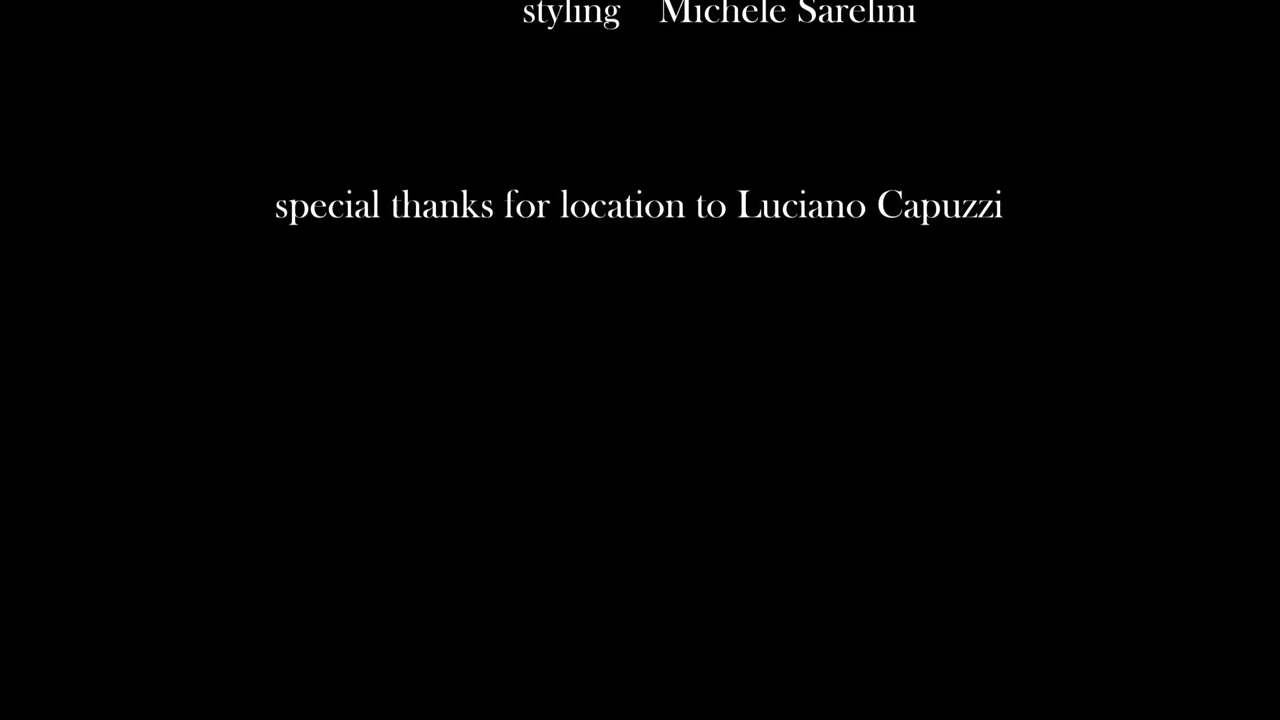 styling Michele Sarelini
special thanks for location to Luciano Capuzzi